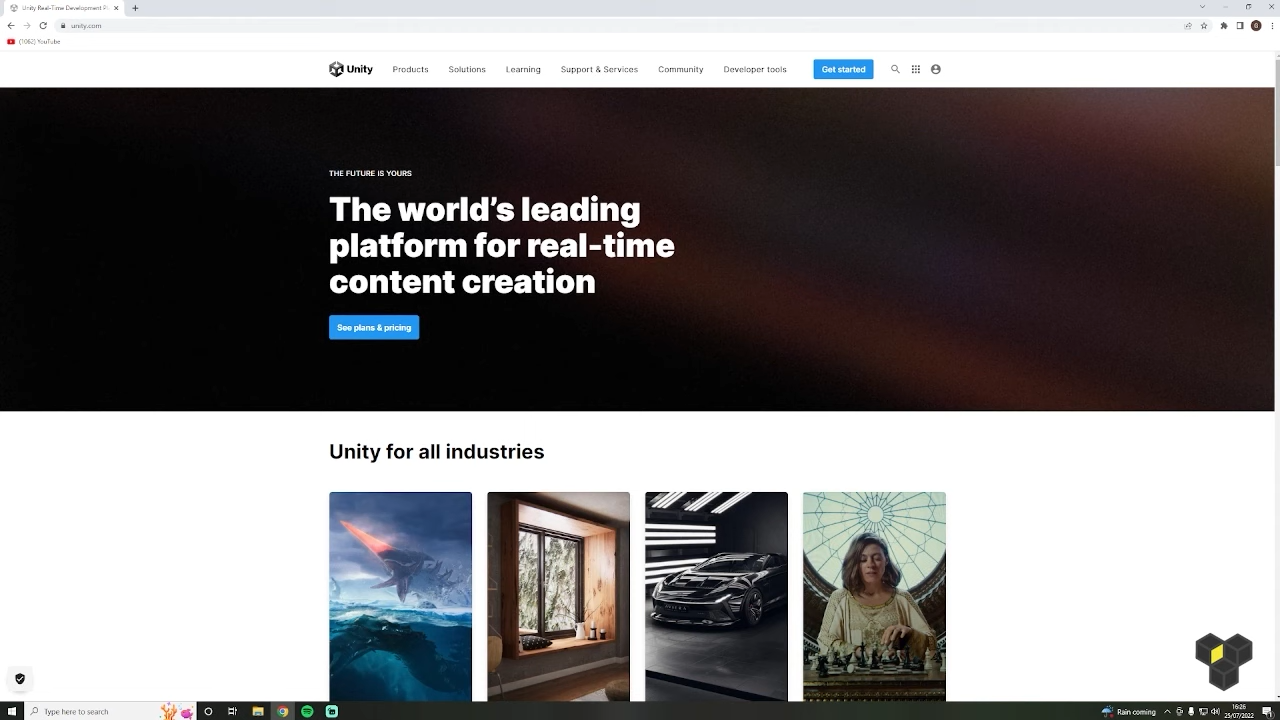 Unity Real-Time Development Pl
unity.com
(1062) YouTube
Unity
Products
Solutions
Learning
Support & Services
Community
Developer tools
Get started
THE FUTURE IS YOURS
The world's leading
platform for real-time
content creation
See plans & pricing
Unity for all industries
Type here to search
Rain coming
16:26
25/07/2022